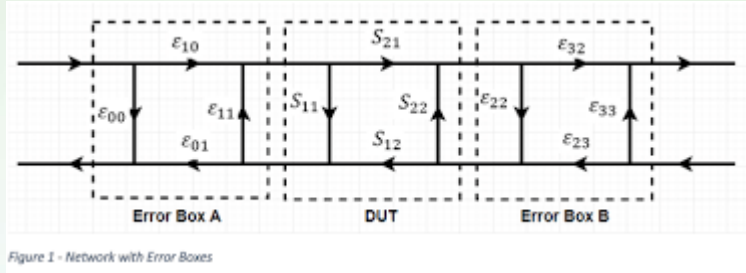 ε₁₀ S₂₁ ε₃₂
ε₀₀ ε₁₁ S₁₁ S₂₂ ε₂₂ ε₃₃
ε₀₁ S₁₂ ε₂₃
Error Box A DUT Error Box B
Figure 1 - Network with Error Boxes